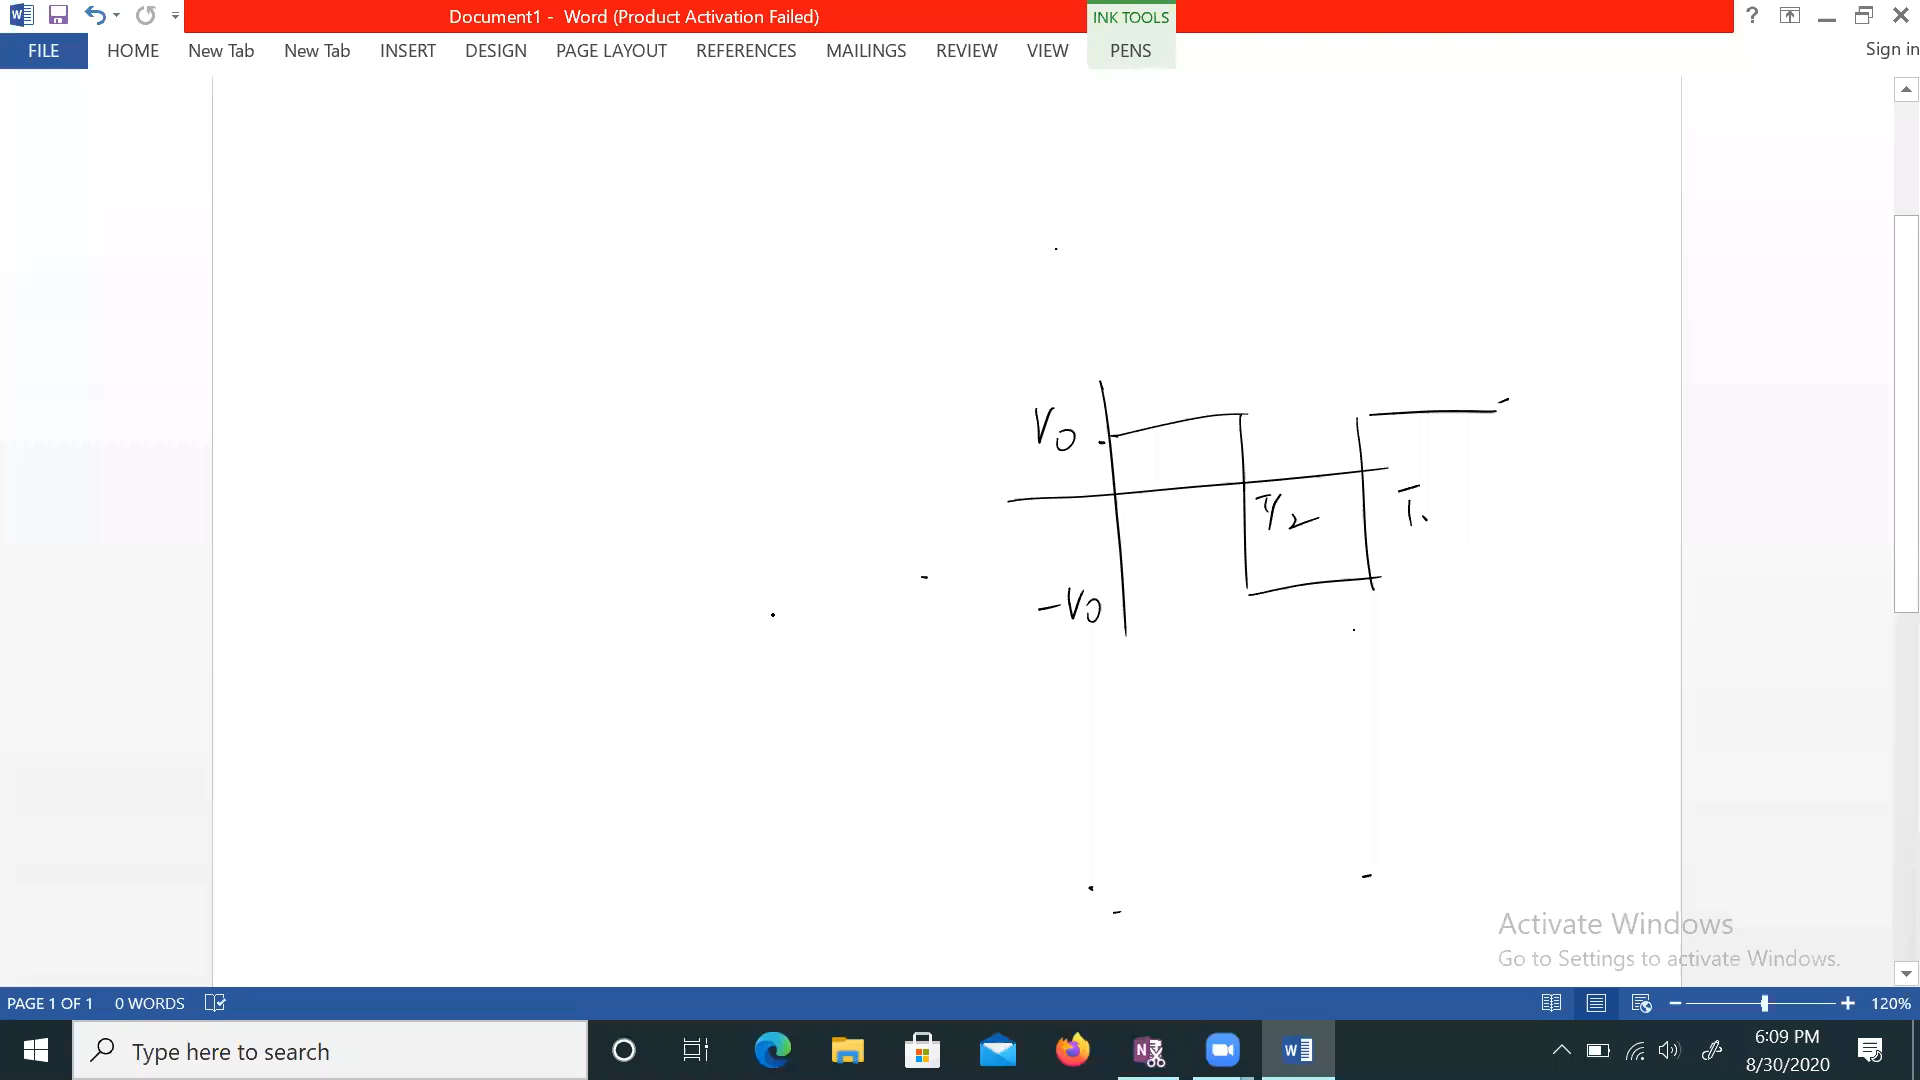 Document1 - Word (Product Activation Failed)
INK TOOLS
FILE HOME New Tab New Tab INSERT DESIGN PAGE LAYOUT REFERENCES MAILINGS REVIEW VIEW PENS
Sign in
V0
T/2
T
-V0
Activate Windows
Go to Settings to activate Windows.
PAGE 1 OF 1 0 WORDS
120%
Type here to search
6:09 PM
8/30/2020